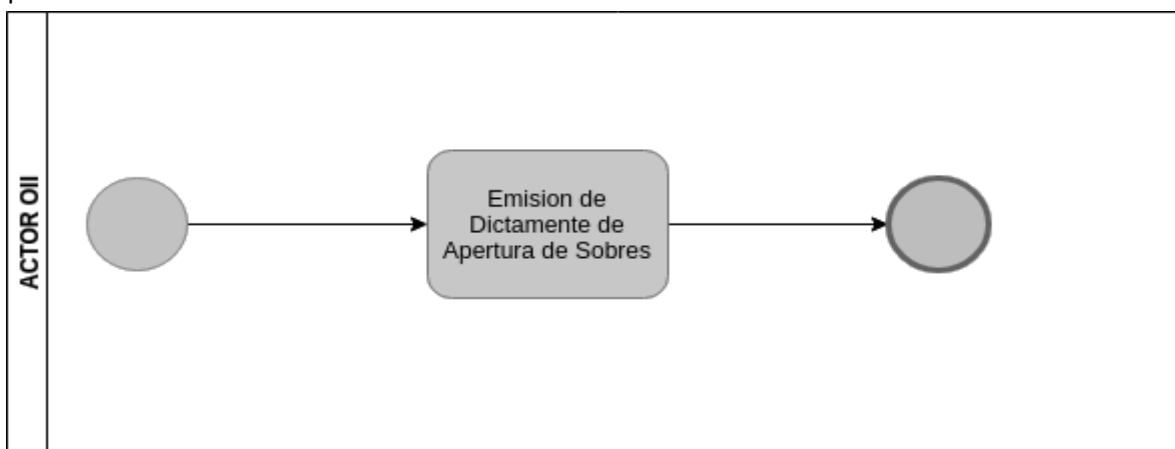 ACTOR OII
Emision de
Dictamente de
Apertura de Sobres